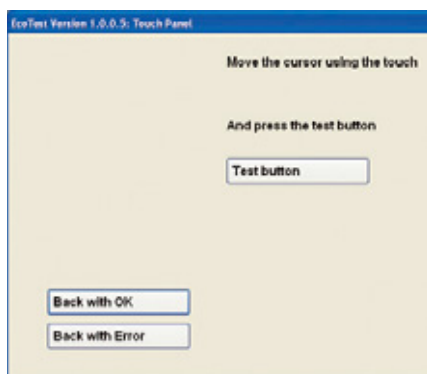 EcoTest Version 1.0.0.5: Touch Panel
Move the cursor using the touch
And press the test button
Test button
Back with OK
Back with Error